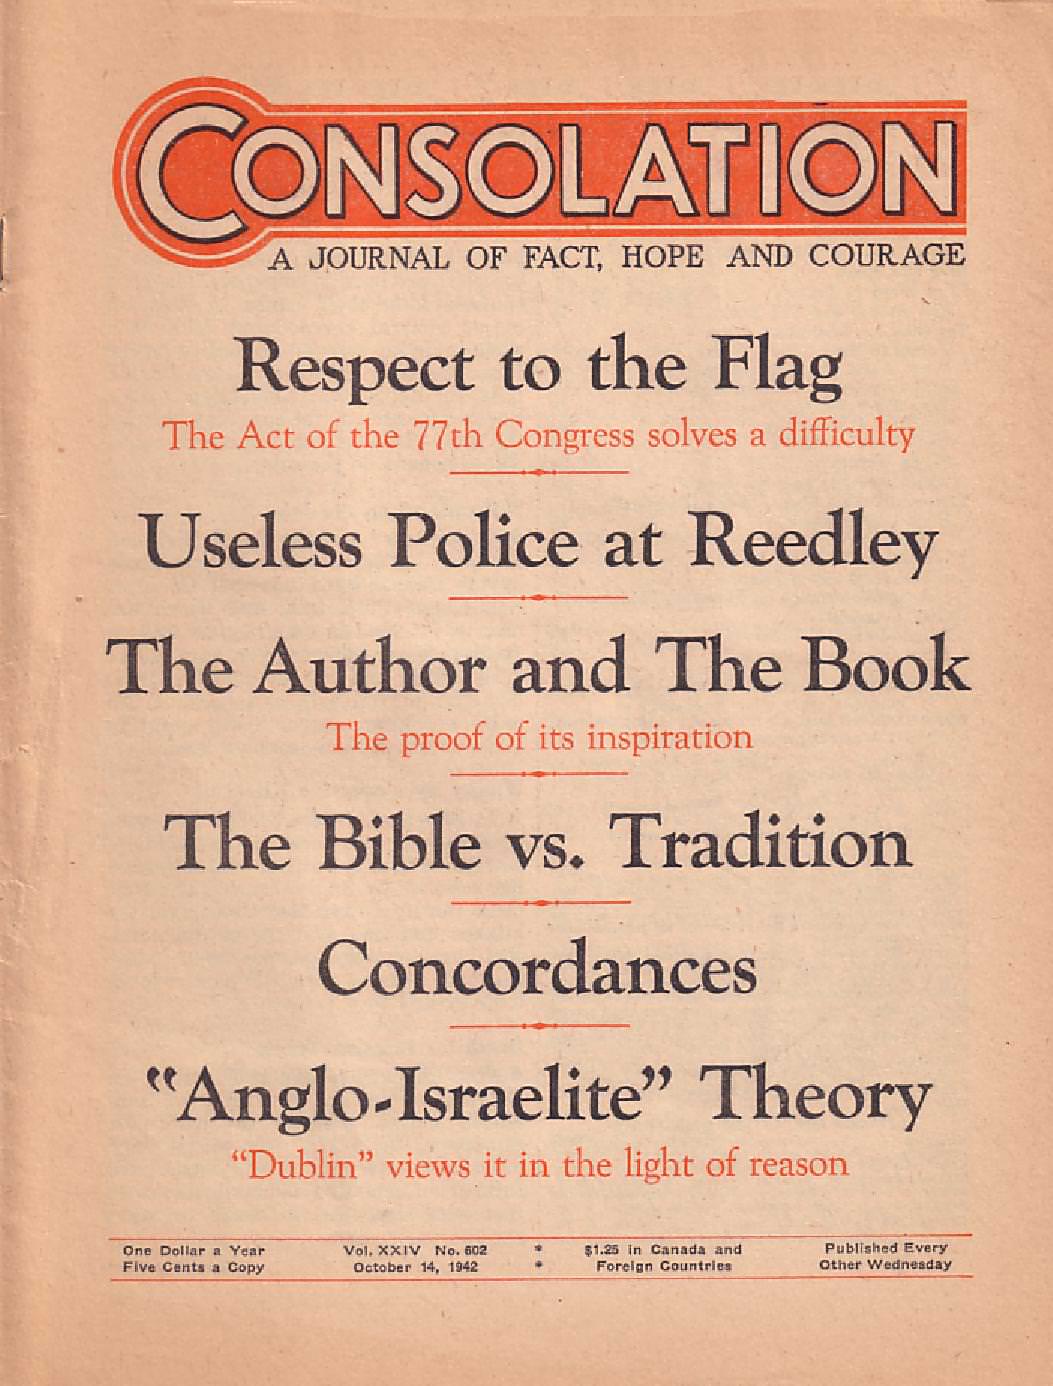 CONSOLATION
A JOURNAL OF FACT, HOPE AND COURAGE
Respect to the Flag
The Act of the 77th Congress solves a difficulty
Useless Police at Reedley
The Author and The Book
The proof of its inspiration
The Bible vs. Tradition
Concordances
"Anglo-Israelite" Theory
"Dublin" views it in the light of reason
One Dollar a Year Vol. XXIV No. 602 * $1.25 in Canada and Published Every
Five Cents a Copy October 14, 1942 * Foreign Countries Other Wednesday